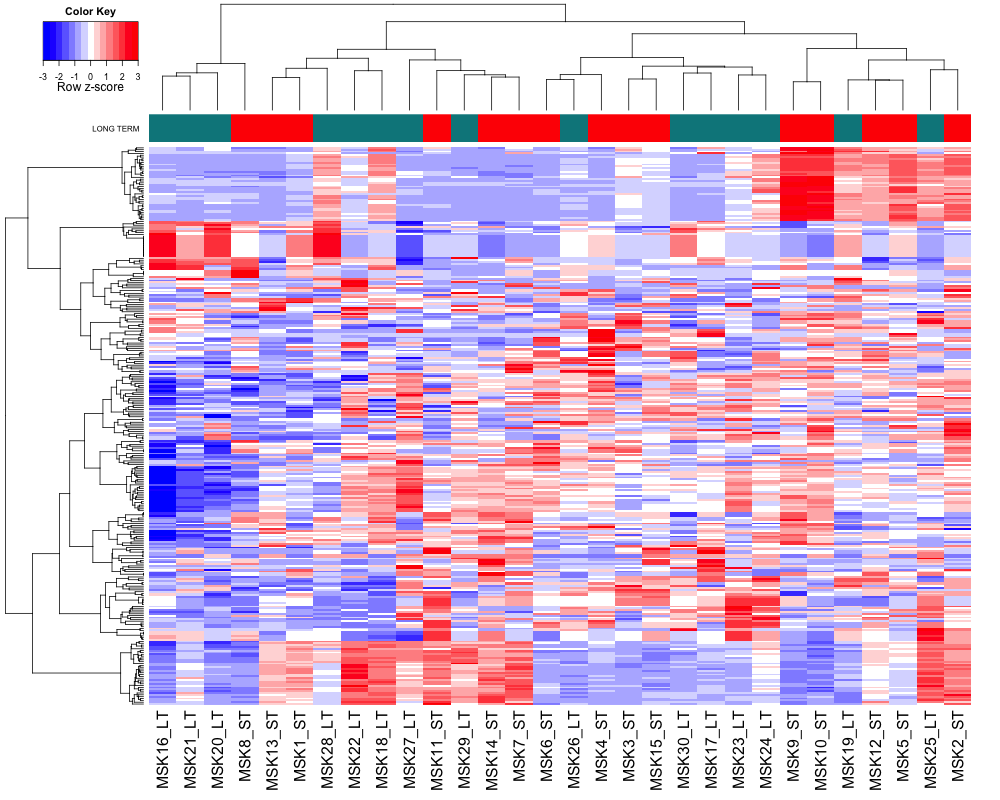 Color Key
-3 -2 -1 0 1 2 3
Row z-score
LONG TERM
MSK16_LT
MSK21_LT
MSK20_LT
MSK8_ST
MSK13_ST
MSK1_ST
MSK28_LT
MSK22_LT
MSK18_LT
MSK27_LT
MSK11_ST
MSK29_LT
MSK14_ST
MSK7_ST
MSK6_ST
MSK26_LT
MSK4_ST
MSK3_ST
MSK15_ST
MSK30_LT
MSK17_LT
MSK23_LT
MSK24_LT
MSK9_ST
MSK10_ST
MSK19_LT
MSK12_ST
MSK5_ST
MSK25_LT
MSK2_ST